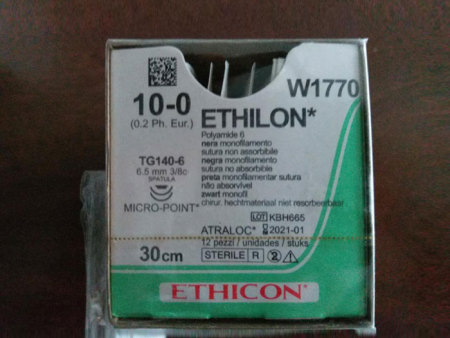 W1770
10-0
(0.2 Ph. Eur.)
ETHILON*
Polyamide 6
nera monofilamento
sutura non assorbibile
negra monofilamento
sutura no absorbible
preta monofilamentar sutura
não absorvível
zwart monofil
chirur. hechtmateriaal niet resorbeerbaar
TG140-6
6.5 mm 3/8c
SPATULA
MICRO-POINT*
LOT KBH665
ATRALOC* 2021-01
12 pezzi / unidades / stuks
30cm
STERILE R 2
ETHICON